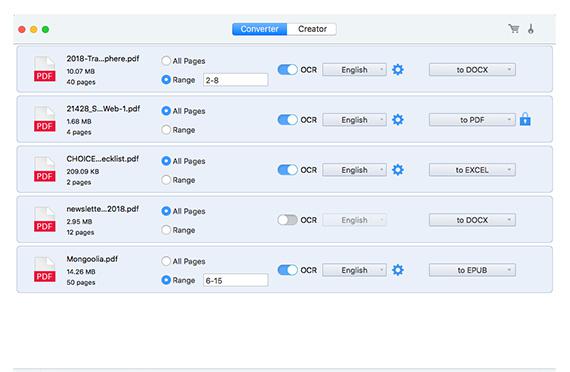 Converter Creator
2018-Tra...phere.pdf
10.07 MB
40 pages
PDF
All Pages
Range 2-8
OCR English to DOCX
21428_S...Web-1.pdf
1.68 MB
4 pages
PDF
All Pages
Range
OCR English to PDF
CHOICE...ecklist.pdf
209.09 KB
2 pages
PDF
All Pages
Range
OCR English to EXCEL
newslette...2018.pdf
2.95 MB
12 pages
PDF
All Pages
Range
OCR English to DOCX
Mongoolia.pdf
14.26 MB
50 pages
PDF
All Pages
Range 6-15
OCR English to EPUB